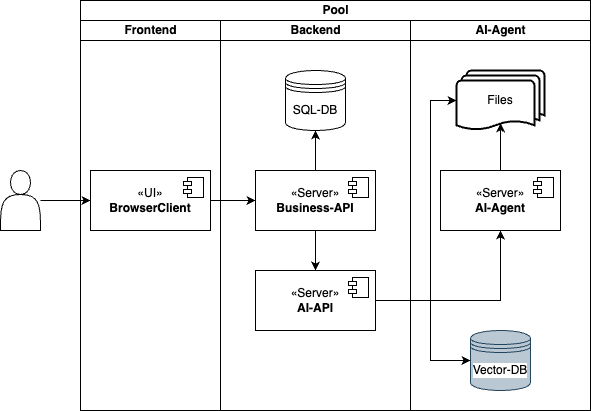 Pool
Frontend
Backend
AI-Agent
SQL-DB
Files
«UI»
BrowserClient
«Server»
Business-API
«Server»
AI-Agent
«Server»
AI-API
Vector-DB